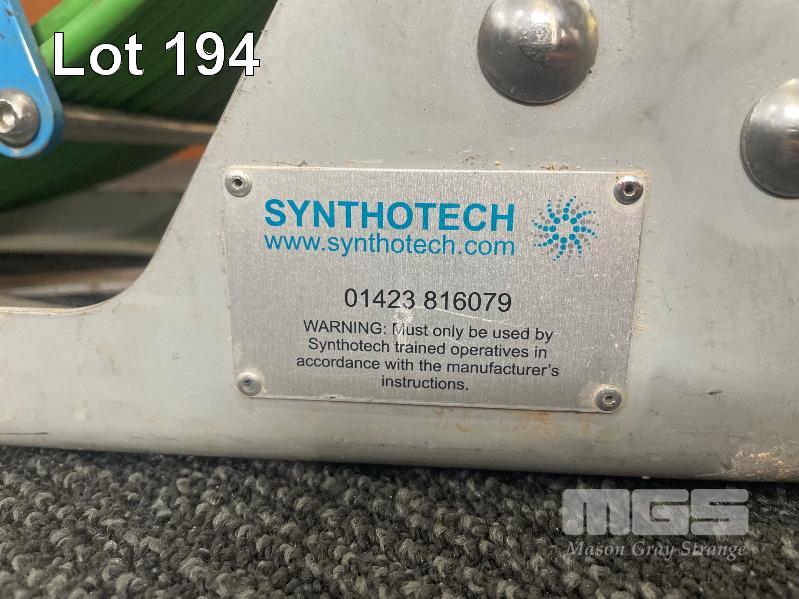 Lot 194
SYNTHOTECH
www.synthotech.com
01423 816079
WARNING: Must only be used by
Synthotech trained operatives in
accordance with the manufacturer's
instructions.
MGS
Mason Gray Strange